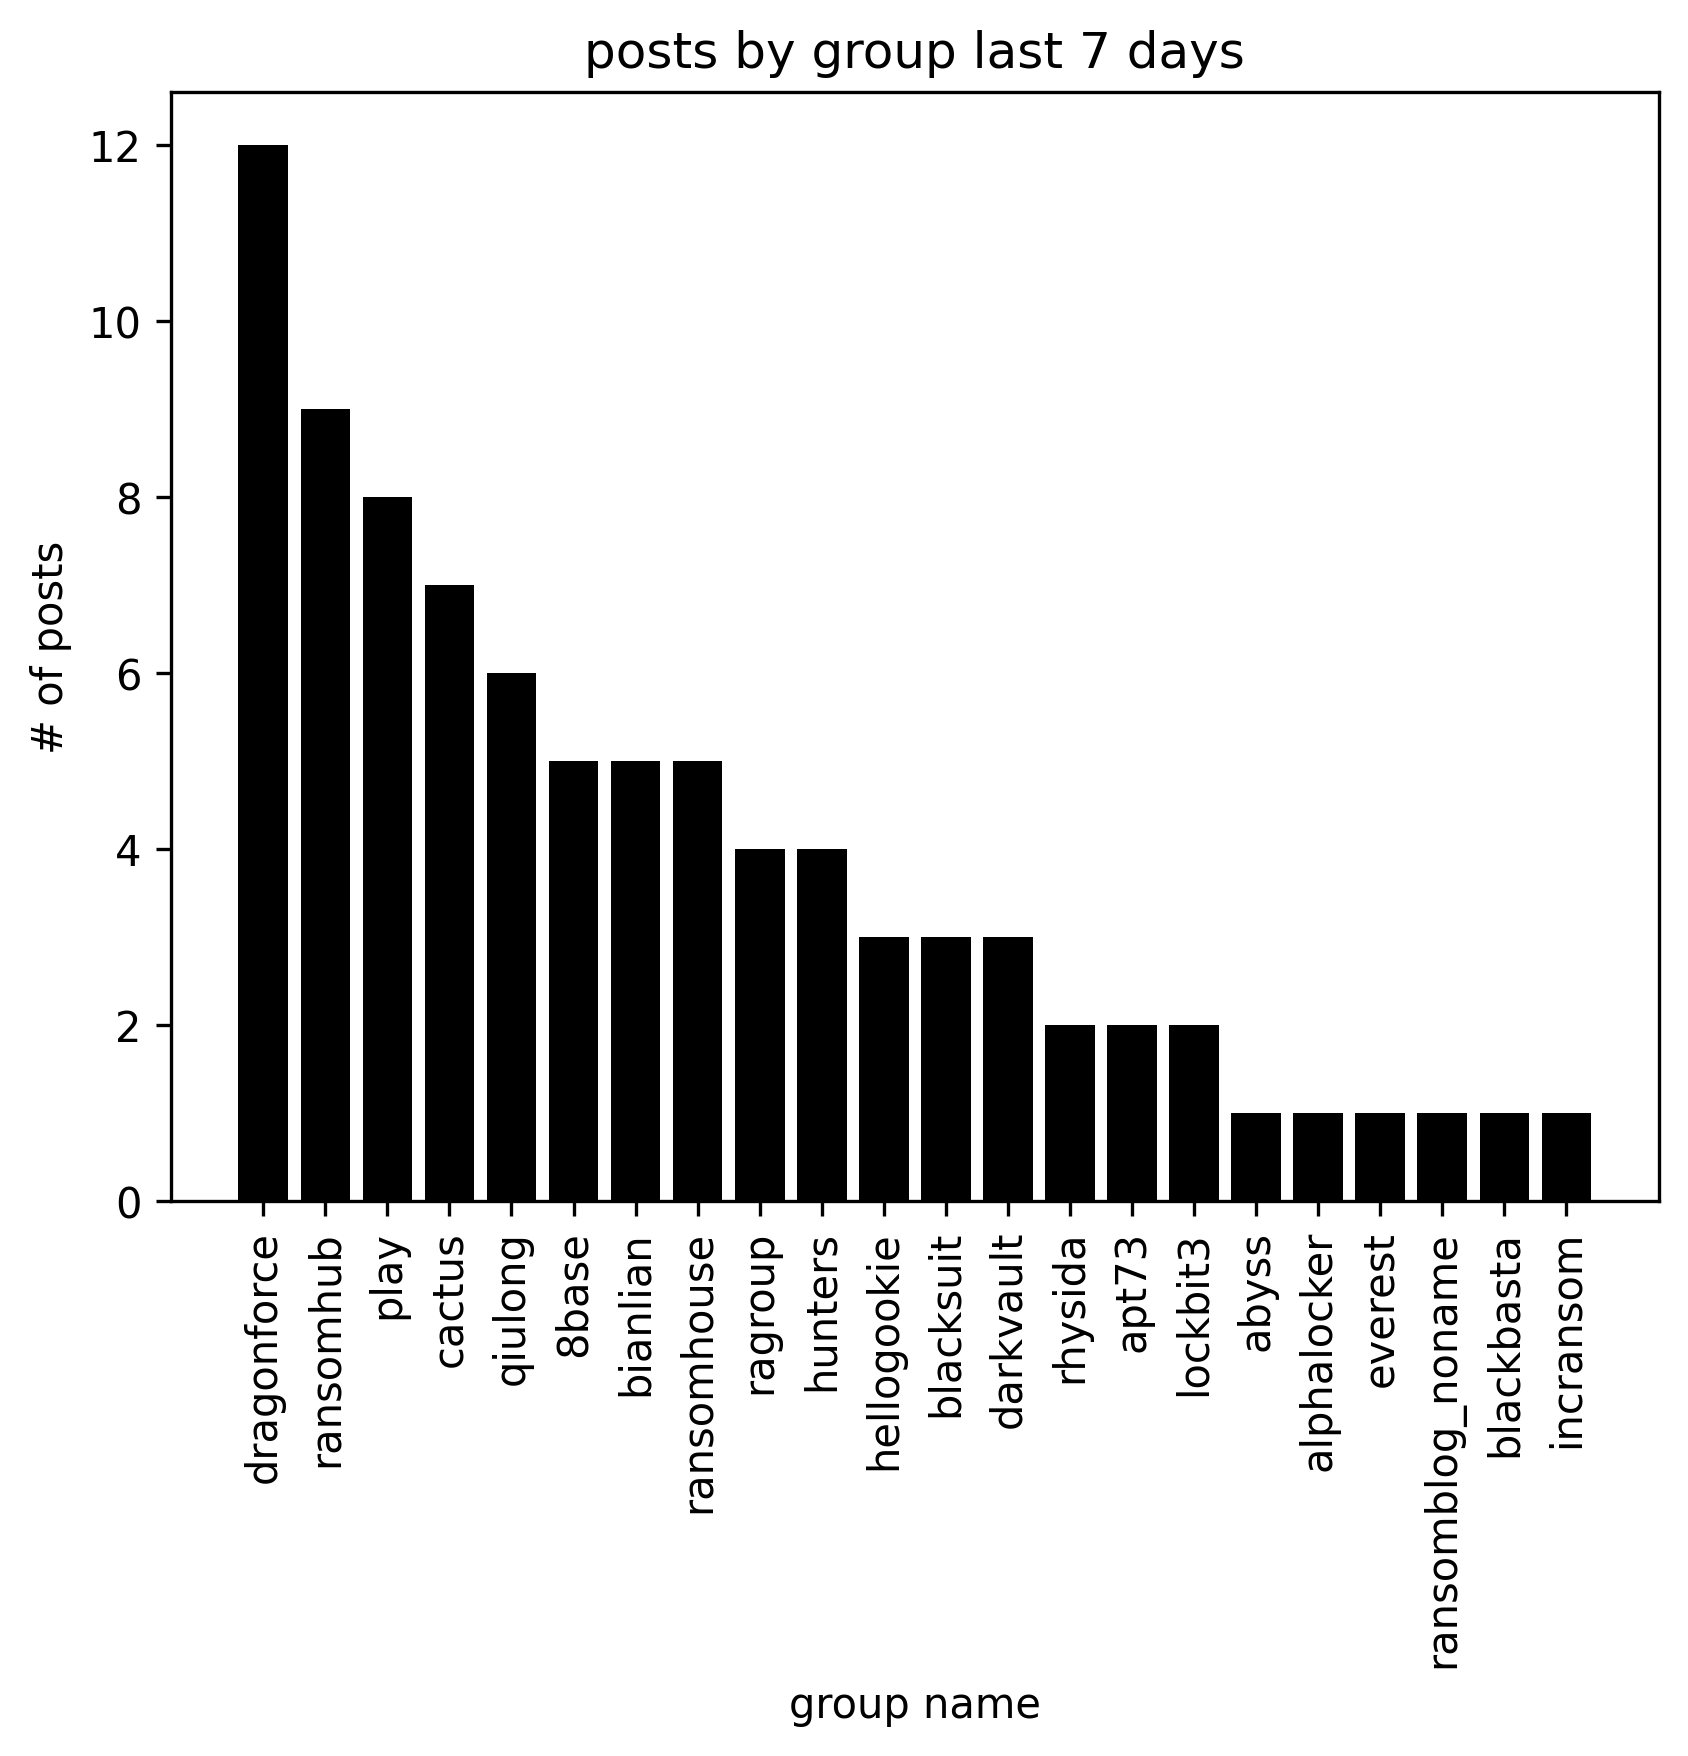 posts by group last 7 days
# of posts
12
10
8
6
4
2
0
dragonforce
ransomhub
play
cactus
qiulong
8base
bianlian
ransomhouse
ragroup
hunters
hellogookie
blacksuit
darkvault
rhysida
apt73
lockbit3
abyss
alphalocker
everest
ransomblog_noname
blackbasta
incransom
group name